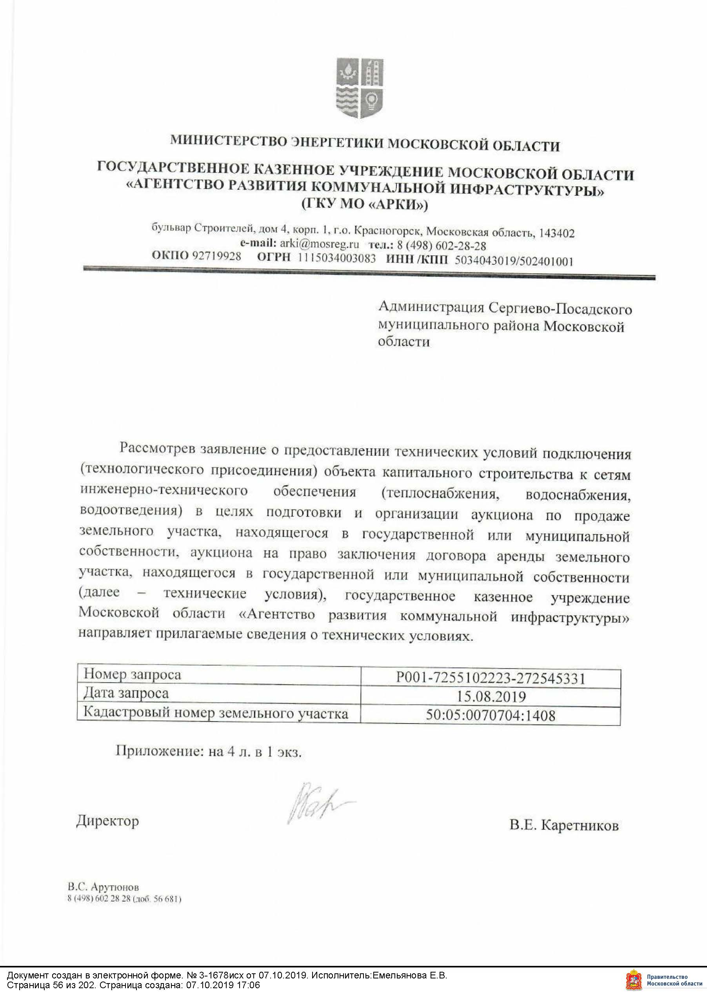 МИНИСТЕРСТВО ЭНЕРГЕТИКИ МОСКОВСКОЙ ОБЛАСТИ
ГОСУДАРСТВЕННОЕ КАЗЕННОЕ УЧРЕЖДЕНИЕ МОСКОВСКОЙ ОБЛАСТИ
«АГЕНТСТВО РАЗВИТИЯ КОММУНАЛЬНОЙ ИНФРАСТРУКТУРЫ»
(ГКУ МО «АРКИ»)
бульвар Строителей, дом 4, корп. 1, г.о. Красногорск, Московская область, 143402
e-mail: arki@mosreg.ru тел.: 8 (498) 602-28-28
ОКПО 92719928 ОГРН 1115034003083 ИНН /КПП 5034043019/502401001
Администрация Сергиево-Посадского
муниципального района Московской
области
Рассмотрев заявление о предоставлении технических условий подключения
(технологического присоединения) объекта капитального строительства к сетям
инженерно-технического обеспечения (теплоснабжения, водоснабжения,
водоотведения) в целях подготовки и организации аукциона по продаже
земельного участка, находящегося в государственной или муниципальной
собственности, аукциона на право заключения договора аренды земельного
участка, находящегося в государственной или муниципальной собственности
(далее – технические условия), государственное казенное учреждение
Московской области «Агентство развития коммунальной инфраструктуры»
направляет прилагаемые сведения о технических условиях.
Номер запроса P001-7255102223-272545331
Дата запроса 15.08.2019
Кадастровый номер земельного участка 50:05:0070704:1408
Приложение: на 4 л. в 1 экз.
Директор В.Е. Каретников
В.С. Арутюнов
8 (498) 602 28 28 (доб. 56 681)
Документ создан в электронной форме. № 3-1678исх от 07.10.2019. Исполнитель:Емельянова Е.В.
Страница 56 из 202. Страница создана: 07.10.2019 17:06
Правительство
Московской области